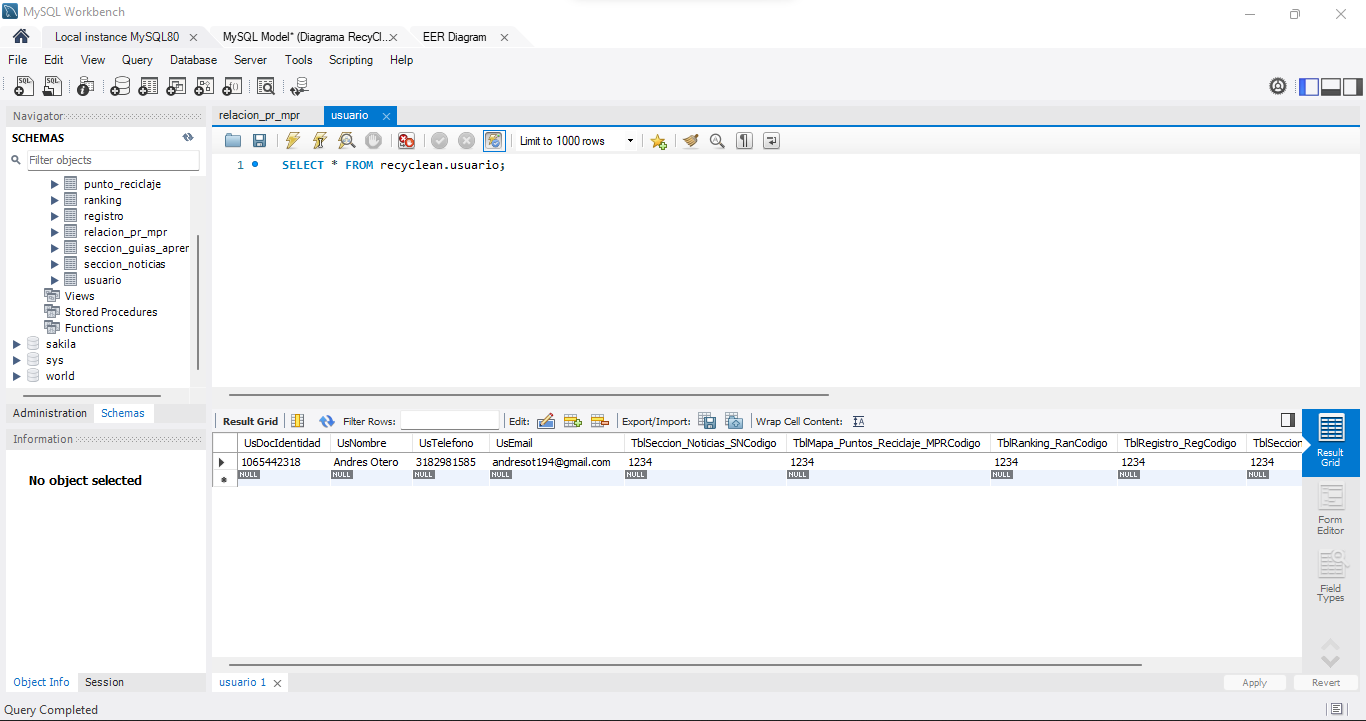 MySQL Workbench
Local instance MySQL80
MySQL Model* (Diagrama RecyCl...
EER Diagram
File Edit View Query Database Server Tools Scripting Help
Navigator
SCHEMAS
Filter objects
punto_reciclaje
ranking
registro
relacion_pr_mpr
seccion_guias_aprer
seccion_noticias
usuario
Views
Stored Procedures
Functions
sakila
sys
world
Administration Schemas
Information
No object selected
Object Info Session
Query Completed
relacion_pr_mpr usuario
Limit to 1000 rows
1 SELECT * FROM recyclean.usuario;
Result Grid Filter Rows: Edit: Export/Import: Wrap Cell Content:
UsDocIdentidad UsNombre UsTelefono UsEmail TblSeccion_Noticias_SNCodigo TblMapa_Puntos_Reciclaje_MPRCodigo TblRanking_RanCodigo TblRegistro_RegCodigo TblSeccion
1065442318 Andres Otero 3182981585 andresot194@gmail.com 1234 1234 1234 1234 1234
NULL NULL NULL NULL NULL NULL NULL NULL NULL
Result
Grid
Form
Editor
Field
Types
usuario 1
Apply Revert